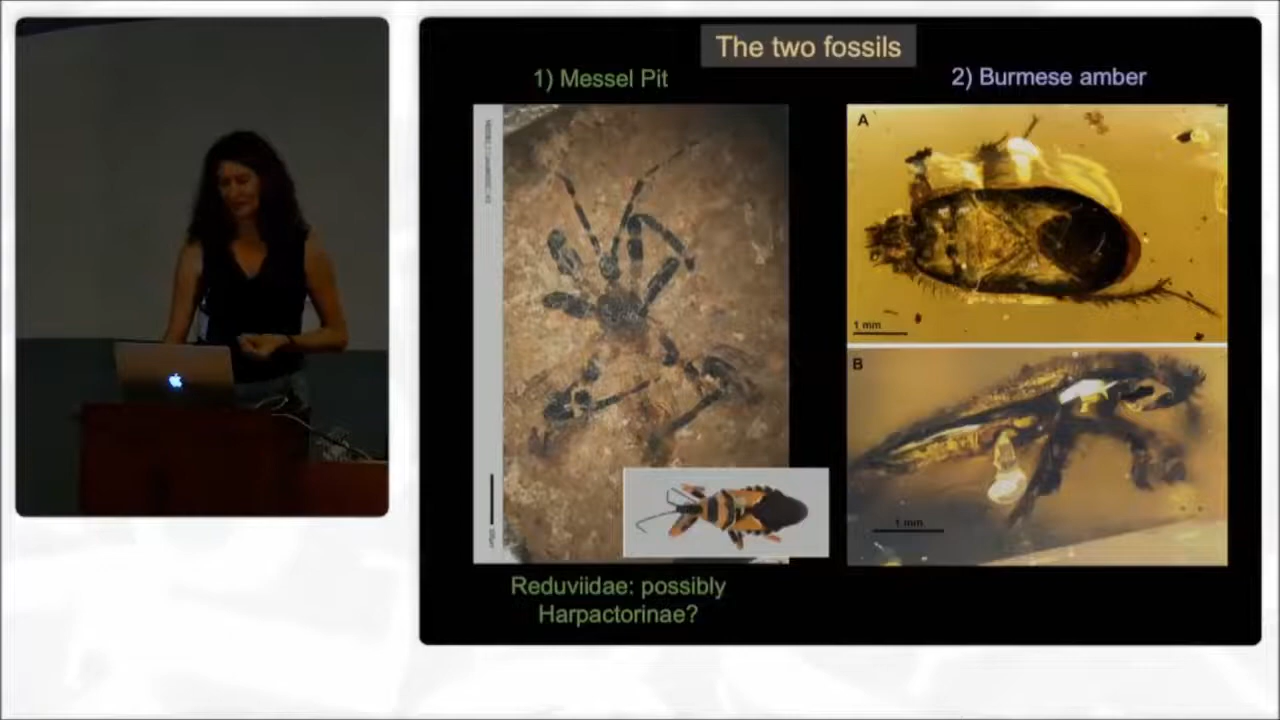 The two fossils
1) Messel Pit
2) Burmese amber
A
1 mm
B
1 mm
Reduviidae: possibly
Harpactorinae?